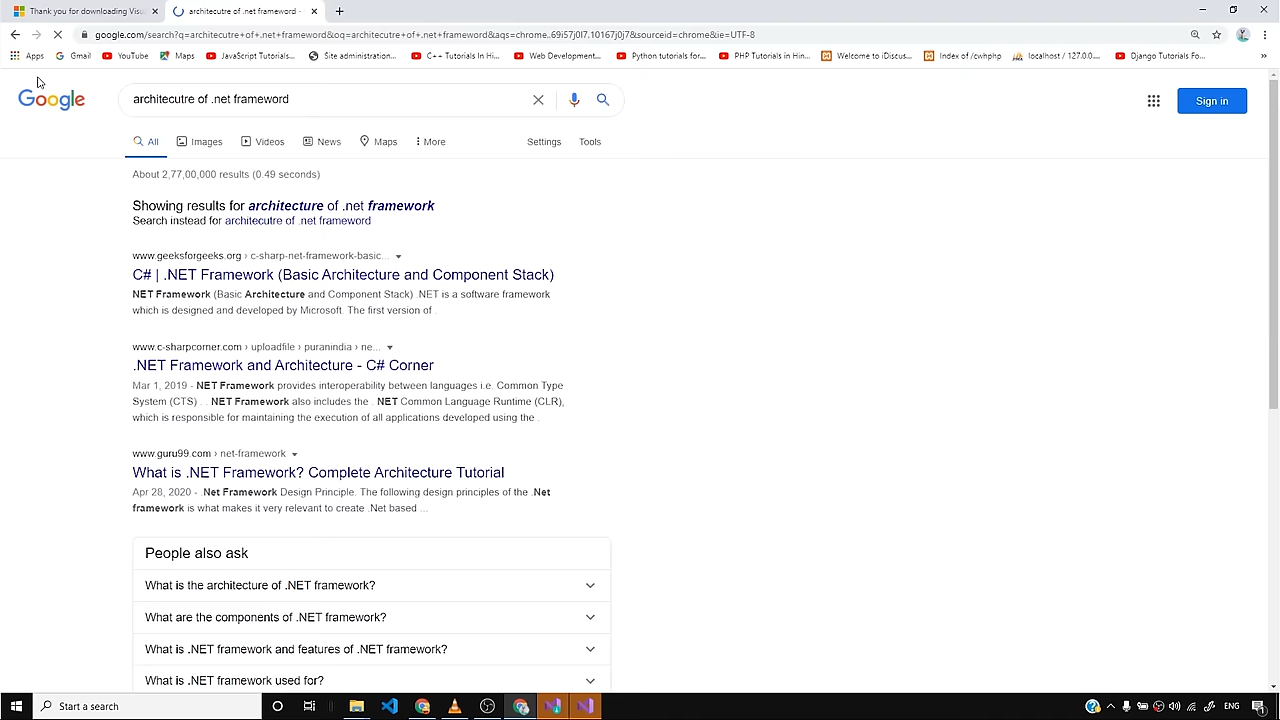 Thank you for downloading Visu
architecutre of .net frameword -
google.com/search?q=architecutre+of+.net+frameword&oq=architecutre+of+.net+frameword&aqs=chrome..69i57j0l7.10167j0j7&sourceid=chrome&ie=UTF-8
Apps Gmail YouTube Maps JavaScript Tutorials... Site administration... C++ Tutorials In Hi... Web Development... Python tutorials for... PHP Tutorials in Hin... Welcome to iDiscus... Index of /cwhphp localhost / 127.0.0.... Django Tutorials Fo... »
Google
architecutre of .net frameword
Sign in
All Images Videos News Maps More Settings Tools
About 2,77,00,000 results (0.49 seconds)
Showing results for architecture of .net framework
Search instead for architecutre of .net frameword
www.geeksforgeeks.org › c-sharp-net-framework-basic...
C# | .NET Framework (Basic Architecture and Component Stack)
NET Framework (Basic Architecture and Component Stack) .NET is a software framework
which is designed and developed by Microsoft. The first version of .
www.c-sharpcorner.com › uploadfile › puranindia › ne...
.NET Framework and Architecture - C# Corner
Mar 1, 2019 - NET Framework provides interoperability between languages i.e. Common Type
System (CTS) . . NET Framework also includes the . NET Common Language Runtime (CLR),
which is responsible for maintaining the execution of all applications developed using the .
www.guru99.com › net-framework
What is .NET Framework? Complete Architecture Tutorial
Apr 28, 2020 - .Net Framework Design Principle. The following design principles of the .Net
framework is what makes it very relevant to create .Net based ...
People also ask
What is the architecture of .NET framework?
What are the components of .NET framework?
What is .NET framework and features of .NET framework?
What is .NET framework used for?
Start a search
ENG